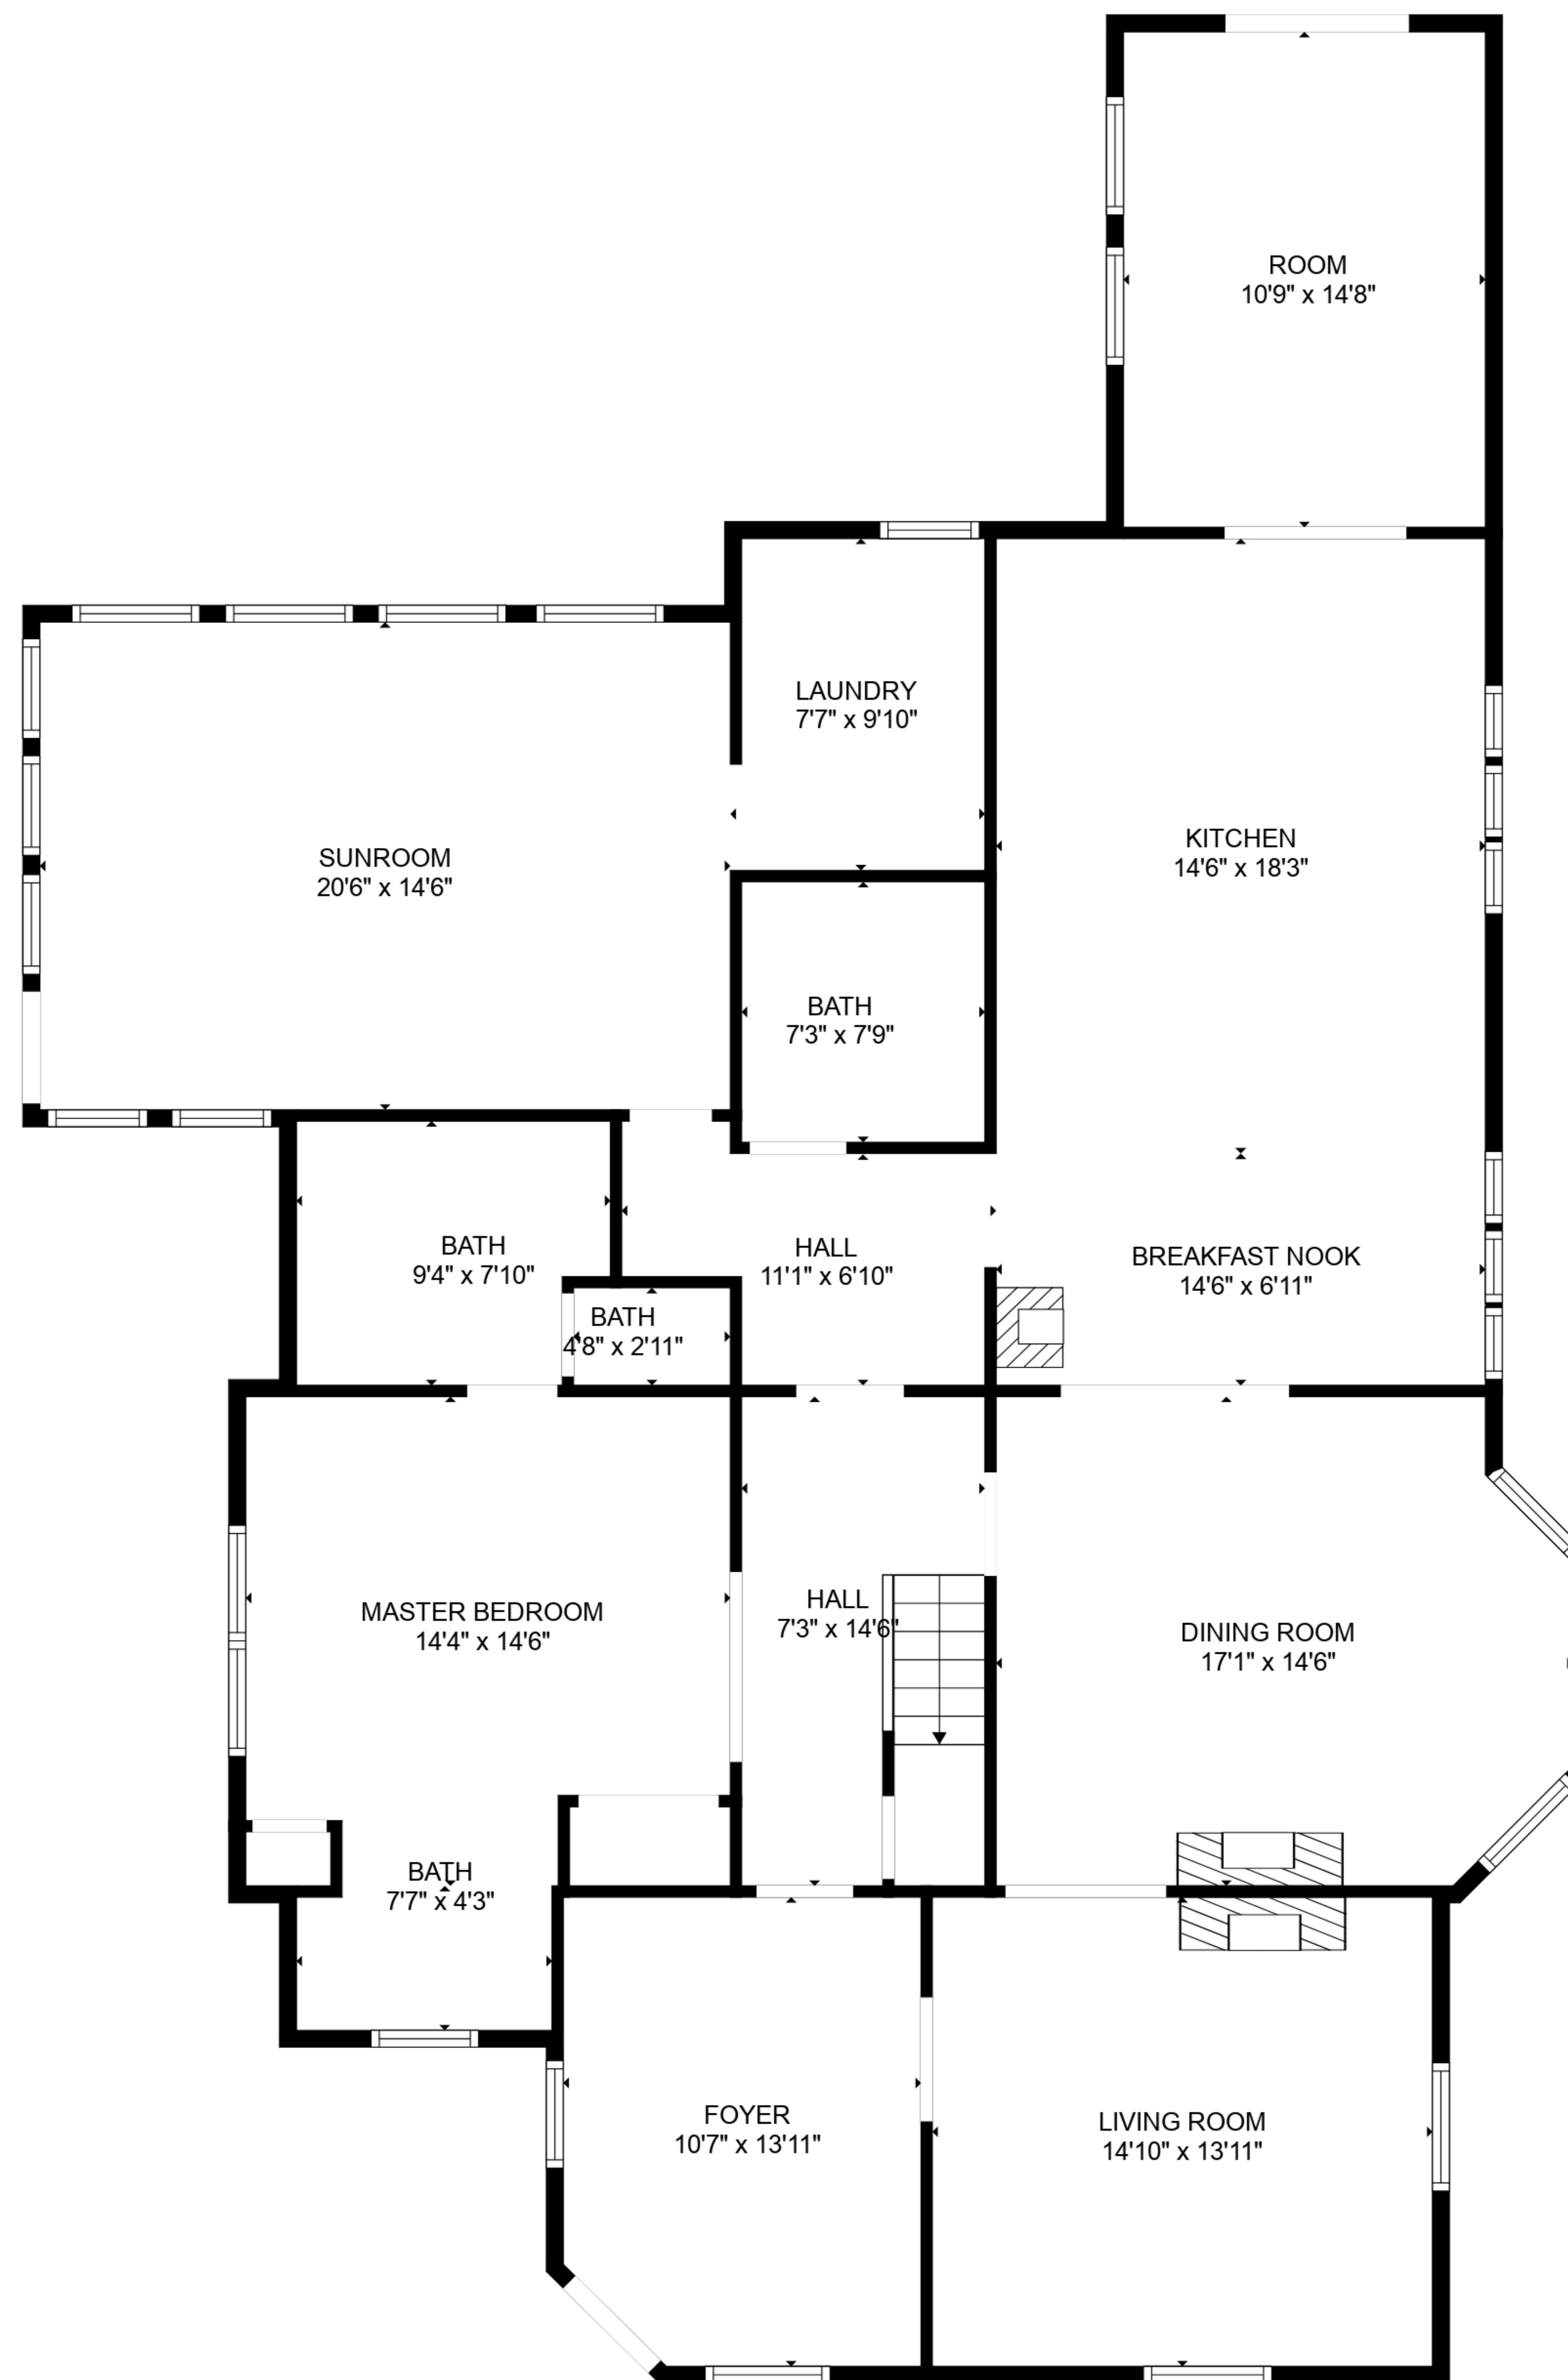 ROOM
10'9" x 14'8"
LAUNDRY
7'7" x 9'10"
KITCHEN
14'6" x 18'3"
SUNROOM
20'6" x 14'6"
BATH
7'3" x 7'9"
BATH
9'4" x 7'10"
HALL
11'1" x 6'10"
BREAKFAST NOOK
14'6" x 6'11"
BATH
4'8" x 2'11"
MASTER BEDROOM
14'4" x 14'6"
HALL
7'3" x 14'6"
DINING ROOM
17'1" x 14'6"
BATH
7'7" x 4'3"
FOYER
10'7" x 13'11"
LIVING ROOM
14'10" x 13'11"